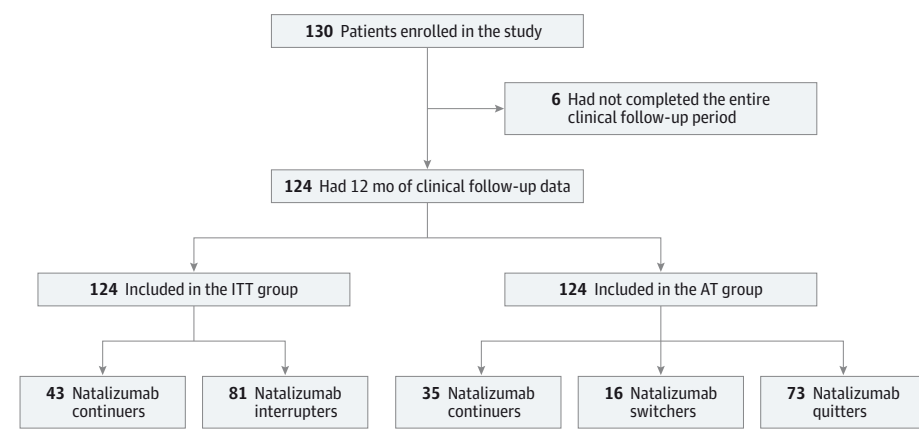 130 Patients enrolled in the study
6 Had not completed the entire
clinical follow-up period
124 Had 12 mo of clinical follow-up data
124 Included in the ITT group
124 Included in the AT group
43 Natalizumab
continuers
81 Natalizumab
interrupters
35 Natalizumab
continuers
16 Natalizumab
switchers
73 Natalizumab
quitters